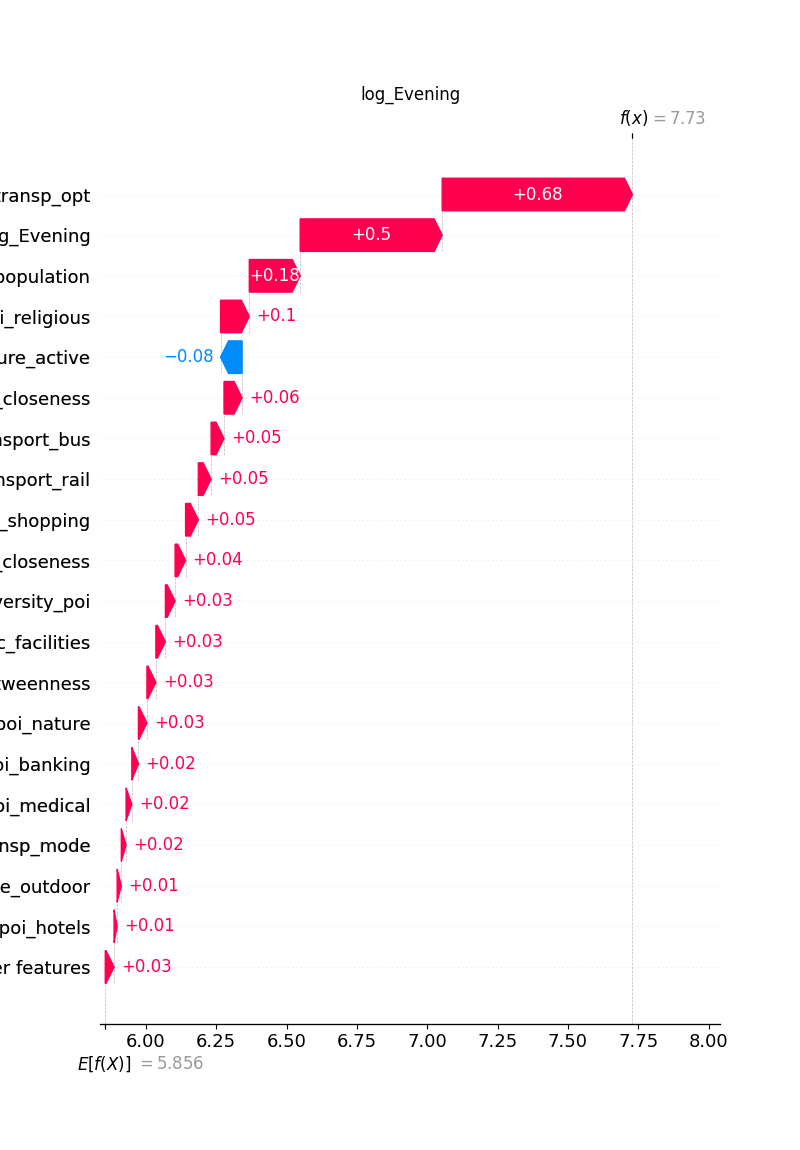 log_Evening
f(x) = 7.73
ransp_opt +0.68
g_Evening +0.5
population +0.18
i_religious +0.1
ure_active −0.08
_closeness +0.06
nsport_bus +0.05
nsport_rail +0.05
_shopping +0.05
_closeness +0.04
versity_poi +0.03
c_facilities +0.03
tweenness +0.03
poi_nature +0.03
oi_banking +0.02
oi_medical +0.02
nsp_mode +0.02
e_outdoor +0.01
poi_hotels +0.01
er features +0.03
6.00 6.25 6.50 6.75 7.00 7.25 7.50 7.75 8.00
E[f(X)] = 5.856